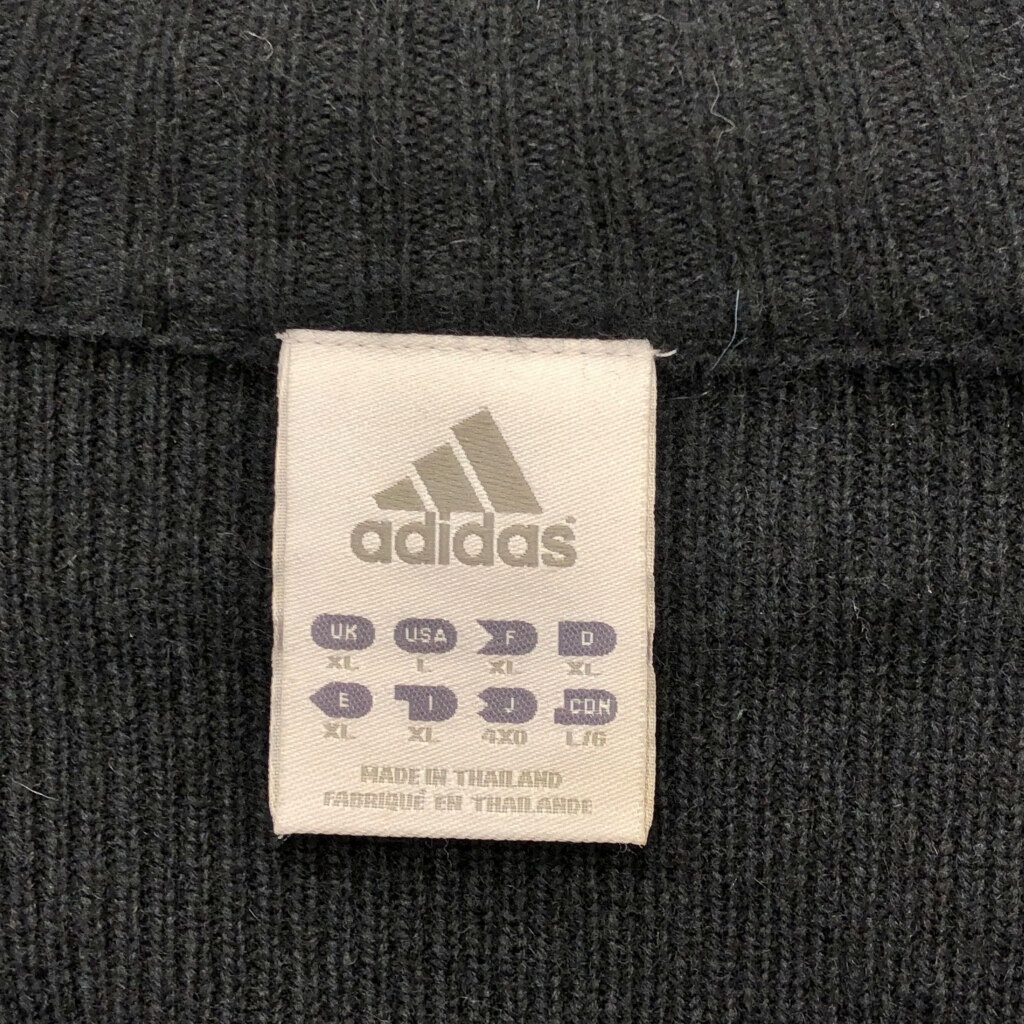 adidas
UK USA F D
XL L XL XL
E I J CDN
XL XL 4XO L/G
MADE IN THAILAND
FABRIQUÉ EN THAILANDE